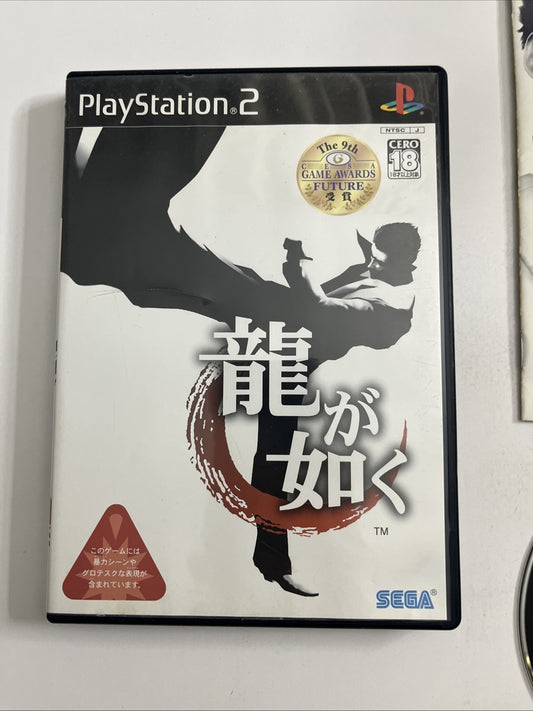 PlayStation®2
NTSC J
The 9th
CESA
GAME AWARDS
FUTURE
受賞
CERO
18
18才以上対象
龍が
如く
TM
このゲームには
暴力シーンや
グロテスクな表現が
含まれています。
SEGA